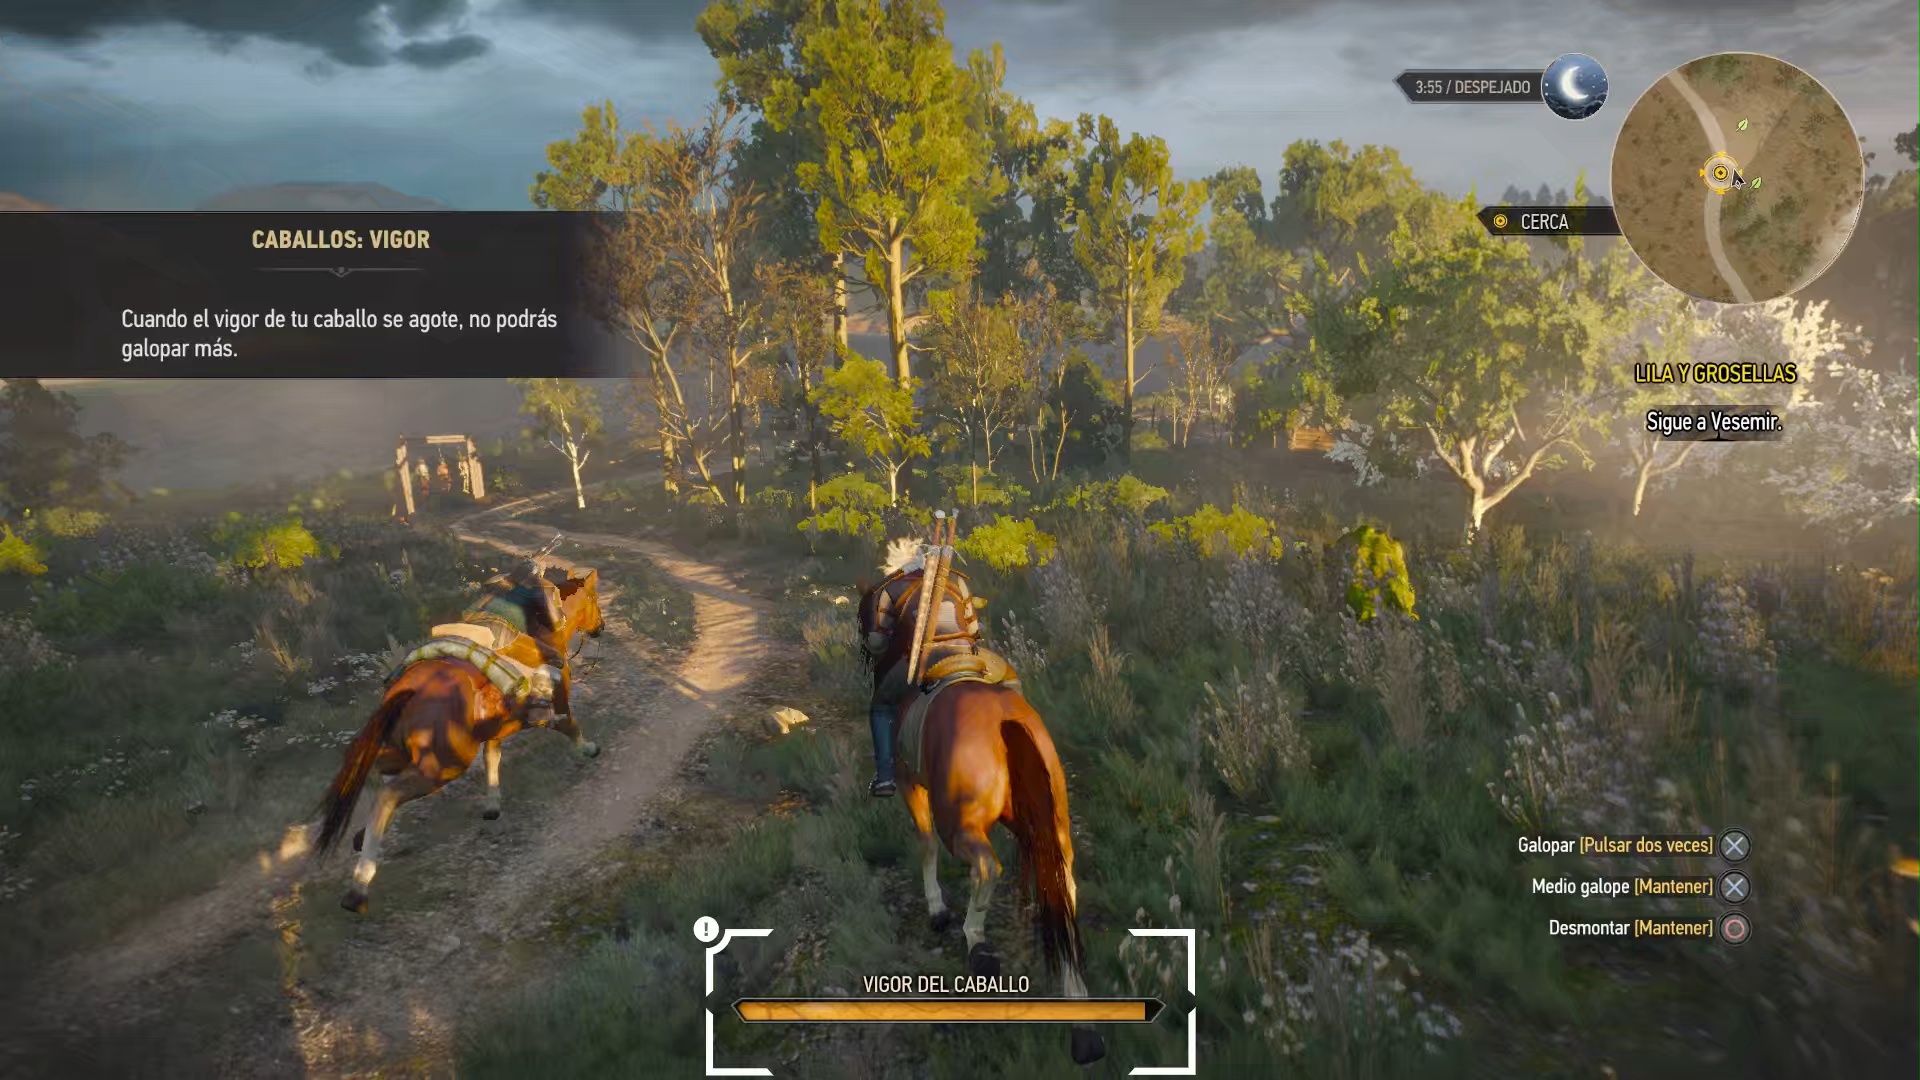 3:55 / DESPEJADO
CERCA
CABALLOS: VIGOR
Cuando el vigor de tu caballo se agote, no podrás
galopar más.
LILA Y GROSELLAS
Sigue a Vesemir.
Galopar [Pulsar dos veces]
Medio galope [Mantener]
Desmontar [Mantener]
!
VIGOR DEL CABALLO